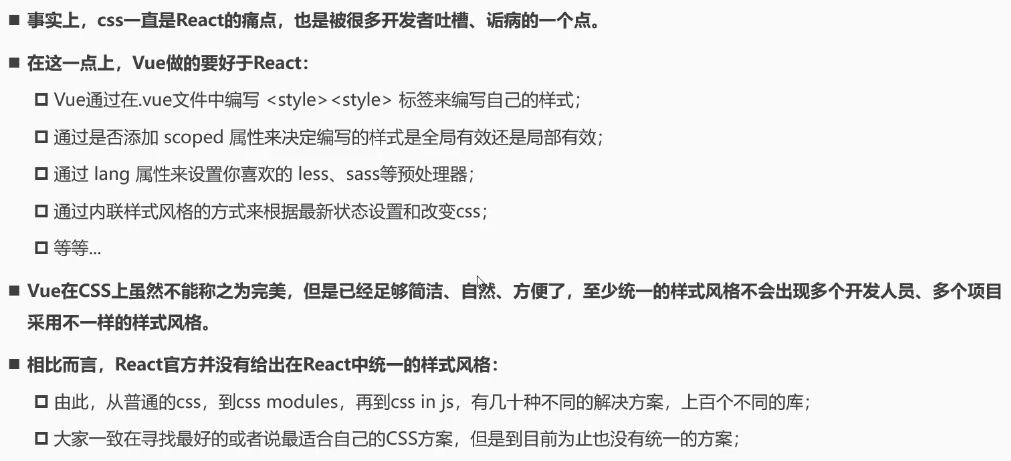 ■ 事实上，css一直是React的痛点，也是被很多开发者吐槽、诟病的一个点。
■ 在这一点上，Vue做的要好于React：
□ Vue通过在.vue文件中编写 <style><style> 标签来编写自己的样式；
□ 通过是否添加 scoped 属性来决定编写的样式是全局有效还是局部有效；
□ 通过 lang 属性来设置你喜欢的 less、sass等预处理器；
□ 通过内联样式风格的方式来根据最新状态设置和改变css；
□ 等等...
■ Vue在CSS上虽然不能称之为完美，但是已经足够简洁、自然、方便了，至少统一的样式风格不会出现多个开发人员、多个项目
采用不一样的样式风格。
■ 相比而言，React官方并没有给出在React中统一的样式风格：
□ 由此，从普通的css，到css modules，再到css in js，有几十种不同的解决方案，上百个不同的库；
□ 大家一致在寻找最好的或者说最适合自己的CSS方案，但是到目前为止也没有统一的方案；